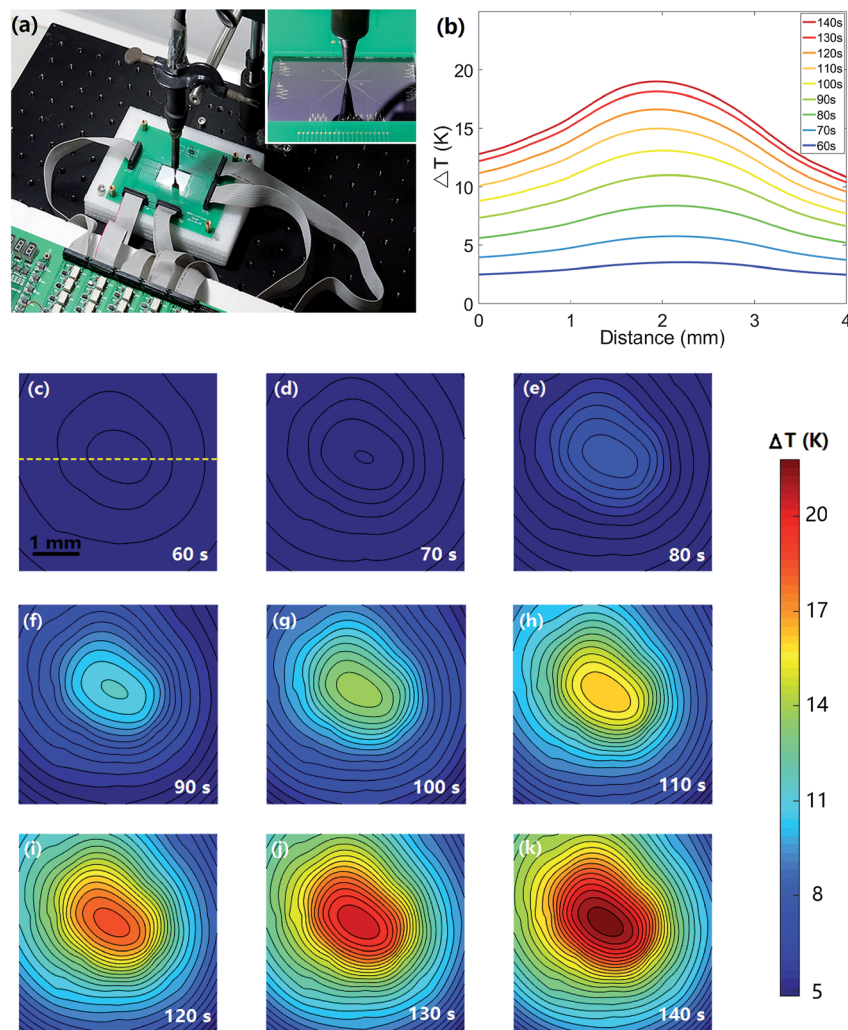 (a)
(b)
140s
130s
120s
110s
100s
90s
80s
70s
60s
20
15
10
5
0
ΔT (K)
0 1 2 3 4
Distance (mm)
(c)
1 mm
60 s
(d)
70 s
(e)
80 s
ΔT (K)
20
17
14
11
8
5
(f)
90 s
(g)
100 s
(h)
110 s
(i)
120 s
(j)
130 s
(k)
140 s